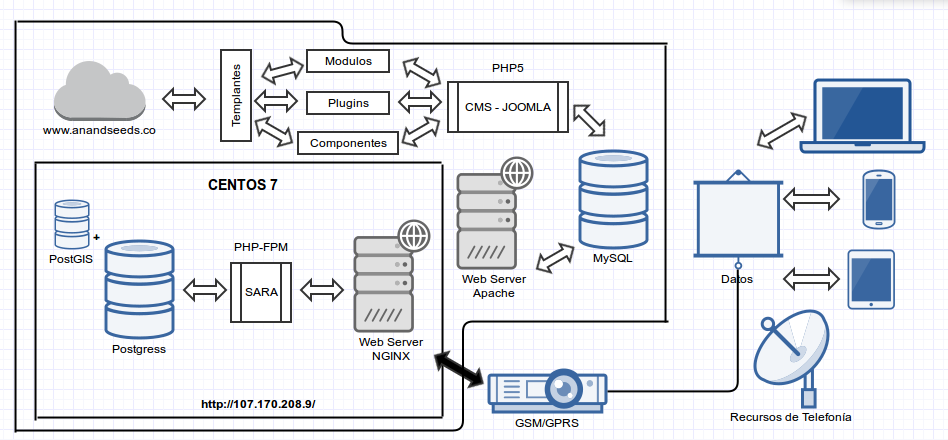 PHP5
Modulos
Templantes
Plugins
CMS - JOOMLA
www.anandseeds.co
Componentes
CENTOS 7
+
PostGIS
PHP-FPM
MySQL
SARA
Web Server
Apache
Datos
Postgress
Web Server
NGINX
http://107.170.208.9/
GSM/GPRS
Recursos de Telefonía